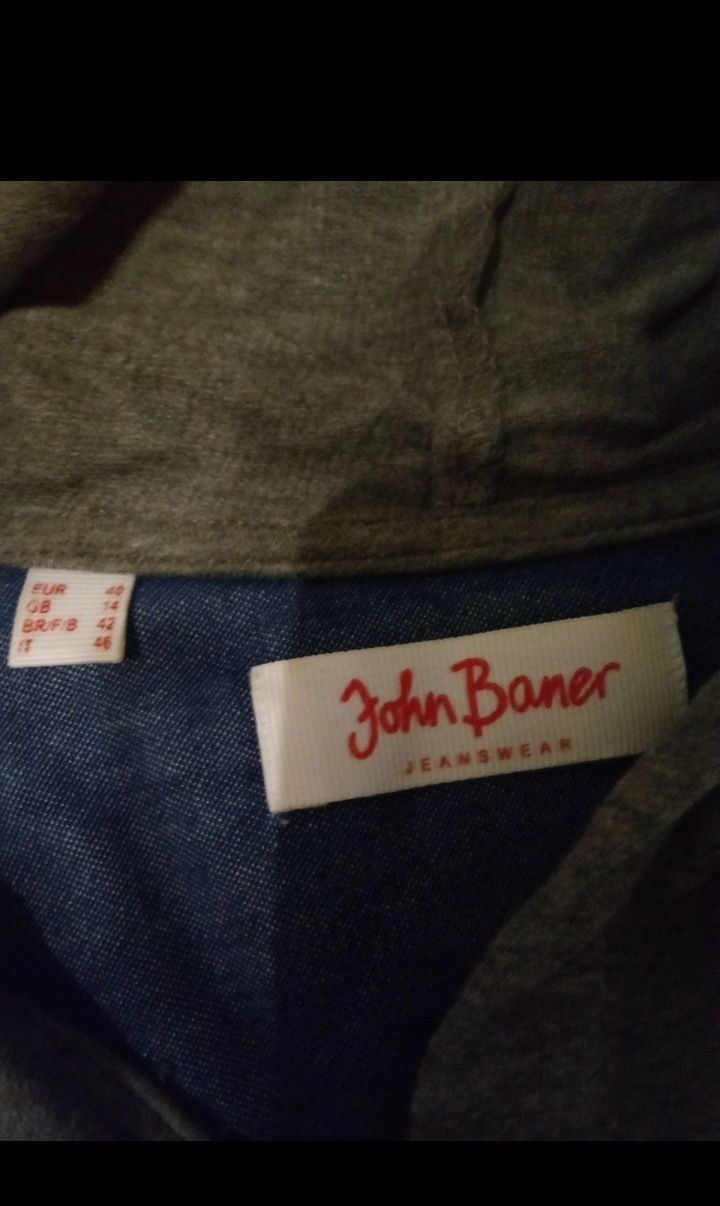 EUR 40
GB 14
BR/F/B 42
IT 46
John Baner
JEANSWEAR